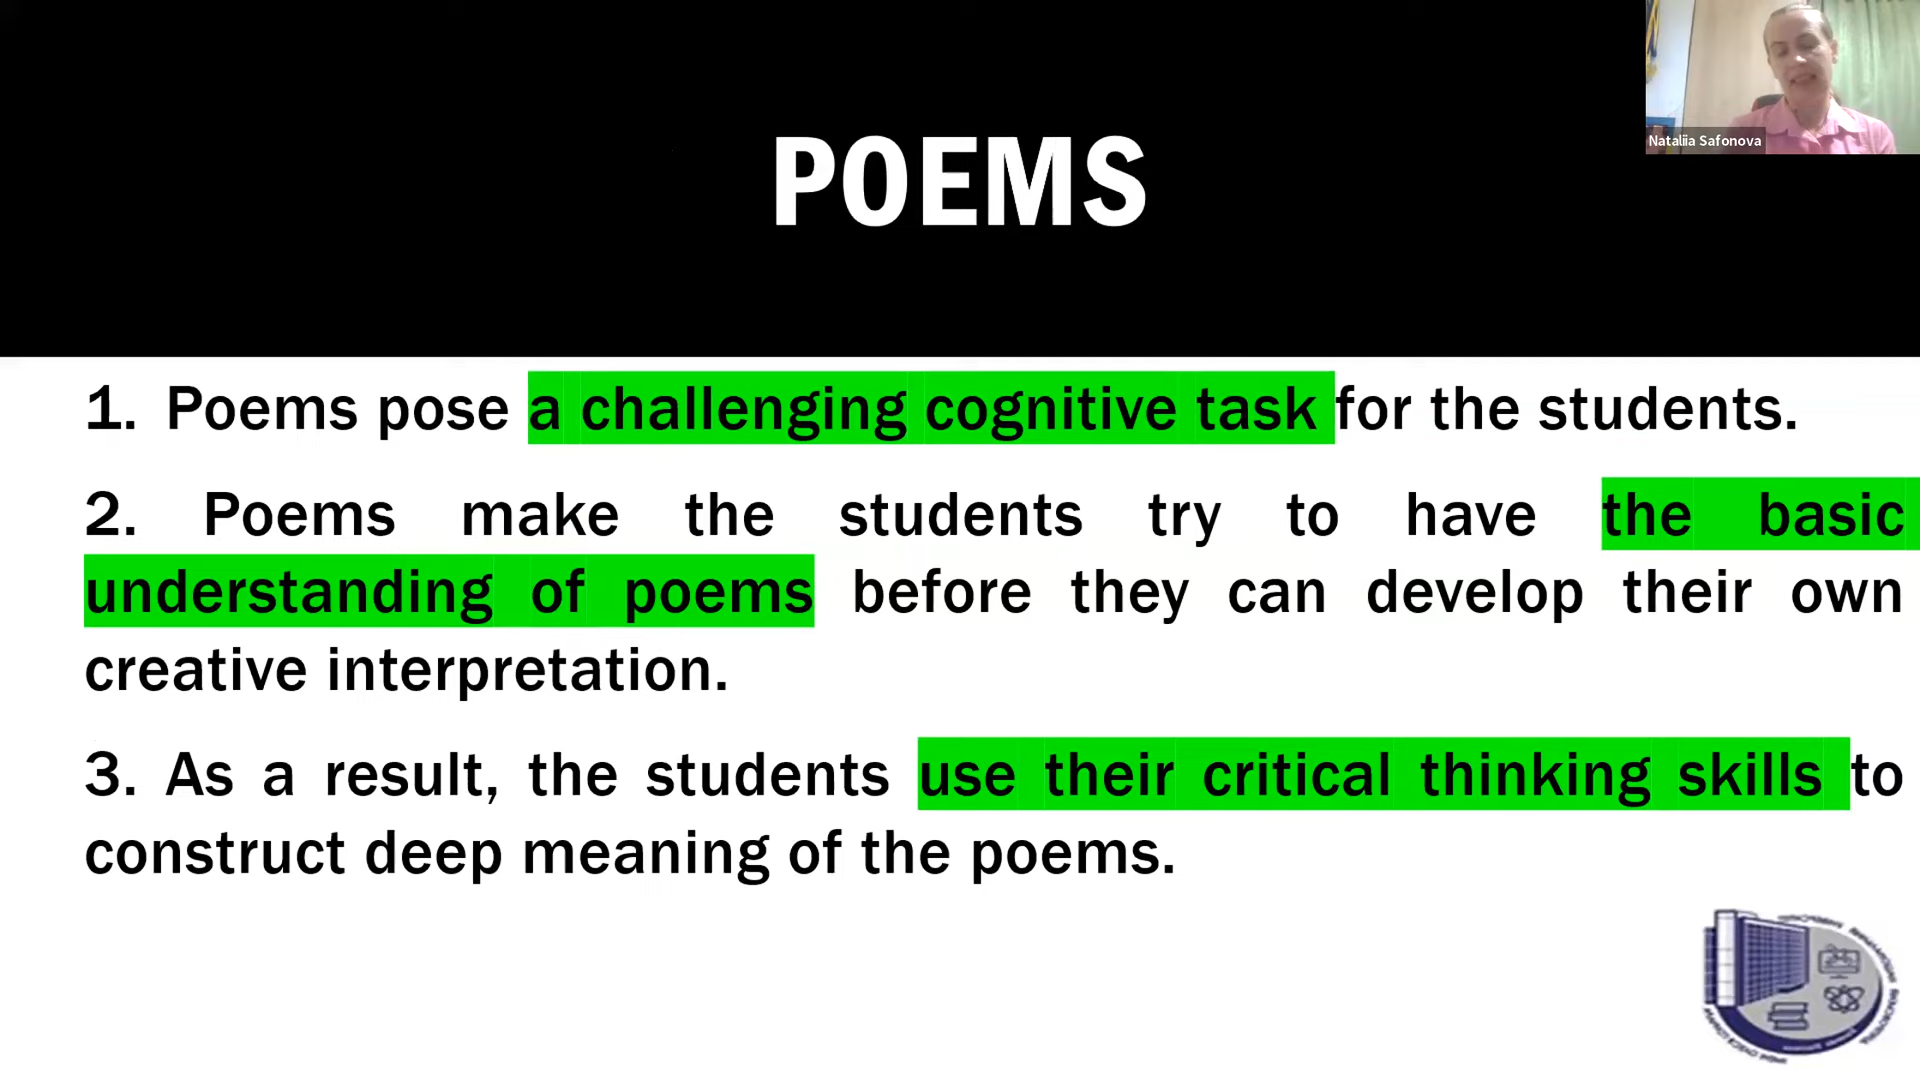 POEMS
Nataliia Safonova
1. Poems pose a challenging cognitive task for the students.
2. Poems make the students try to have the basic
understanding of poems before they can develop their own
creative interpretation.
3. As a result, the students use their critical thinking skills to
construct deep meaning of the poems.